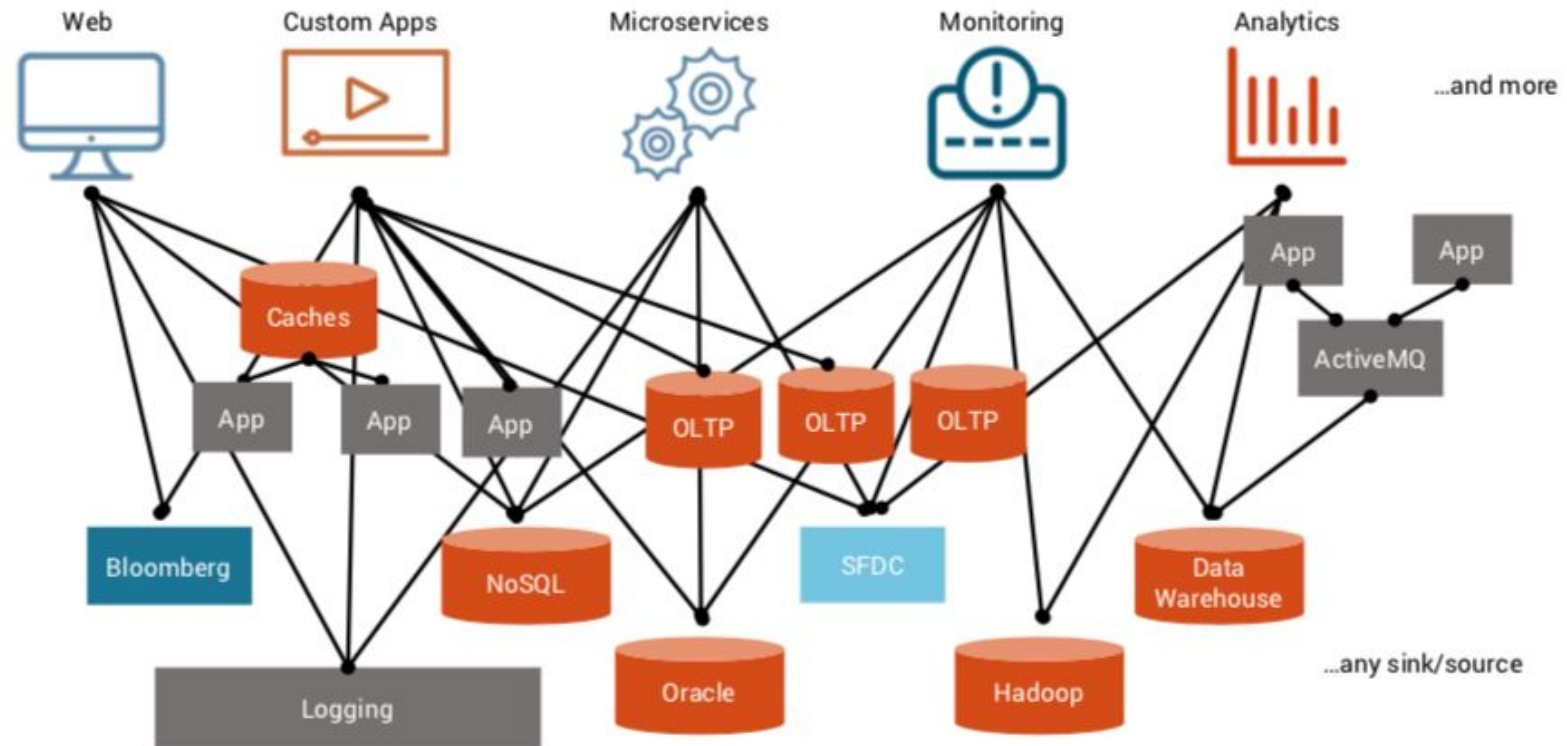 Web
Custom Apps
Microservices
Monitoring
Analytics
...and more
Caches
App
App
ActiveMQ
App
App
App
OLTP
OLTP
OLTP
Bloomberg
NoSQL
SFDC
Data
Warehouse
Logging
Oracle
Hadoop
...any sink/source